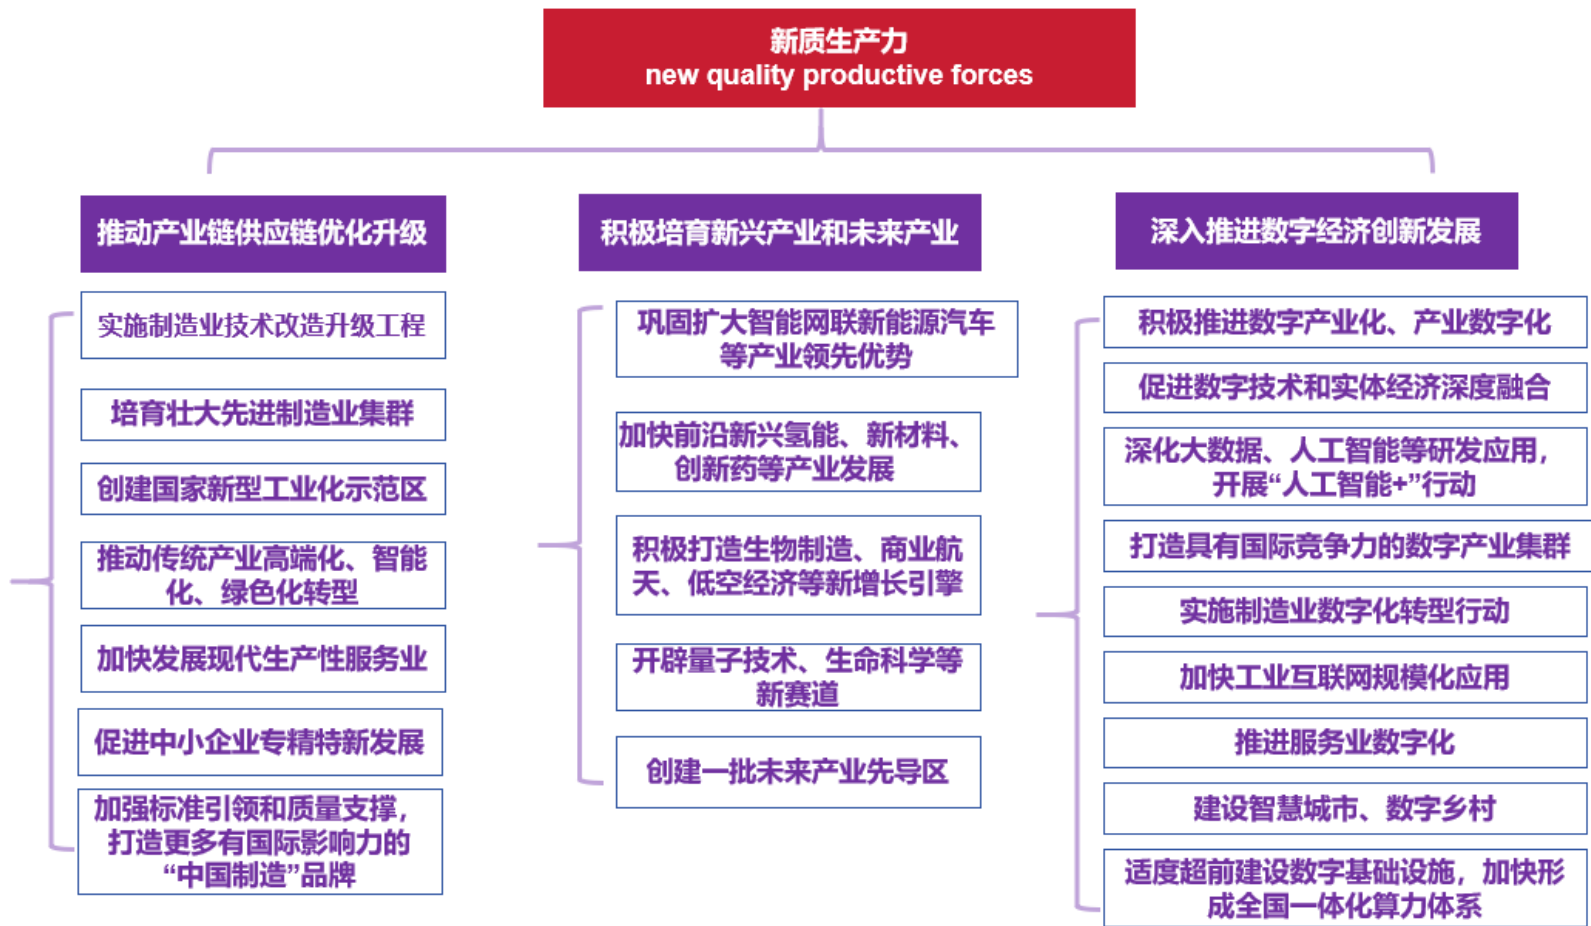 新质生产力
new quality productive forces
推动产业链供应链优化升级
实施制造业技术改造升级工程
培育壮大先进制造业集群
创建国家新型工业化示范区
推动传统产业高端化、智能
化、绿色化转型
加快发展现代生产性服务业
促进中小企业专精特新发展
加强标准引领和质量支撑，
打造更多有国际影响力的
“中国制造”品牌
积极培育新兴产业和未来产业
巩固扩大智能网联新能源汽车
等产业领先优势
加快前沿新兴氢能、新材料、
创新药等产业发展
积极打造生物制造、商业航
天、低空经济等新增长引擎
开辟量子技术、生命科学等
新赛道
创建一批未来产业先导区
深入推进数字经济创新发展
积极推进数字产业化、产业数字化
促进数字技术和实体经济深度融合
深化大数据、人工智能等研发应用，
开展“人工智能+”行动
打造具有国际竞争力的数字产业集群
实施制造业数字化转型行动
加快工业互联网规模化应用
推进服务业数字化
建设智慧城市、数字乡村
适度超前建设数字基础设施，加快形
成全国一体化算力体系